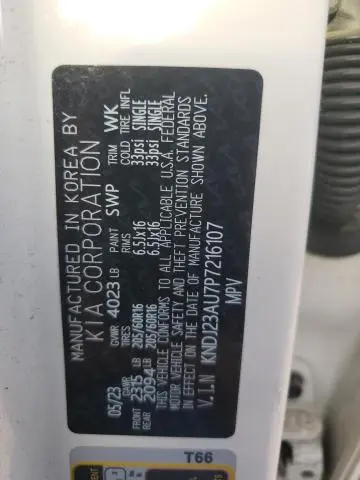 MANUFACTURED IN KOREA BY
KIA CORPORATION
05/23 GVWR 4023 LB PAINT SWP TRIM WK
GAWR RIMS COLD TIRE INFL
FRONT 2315 LB 205/60R16 6.5JX16 33psi SINGLE
REAR 2094 LB 205/60R16 6.5JX16 33psi SINGLE
THIS VEHICLE CONFORMS TO ALL APPLICABLE U.S.A. FEDERAL
MOTOR VEHICLE SAFETY AND THEFT PREVENTION STANDARDS
IN EFFECT ON THE DATE OF MANUFACTURE SHOWN ABOVE.
V.I.N KNDJ23AU7P7216107
MPV
T66